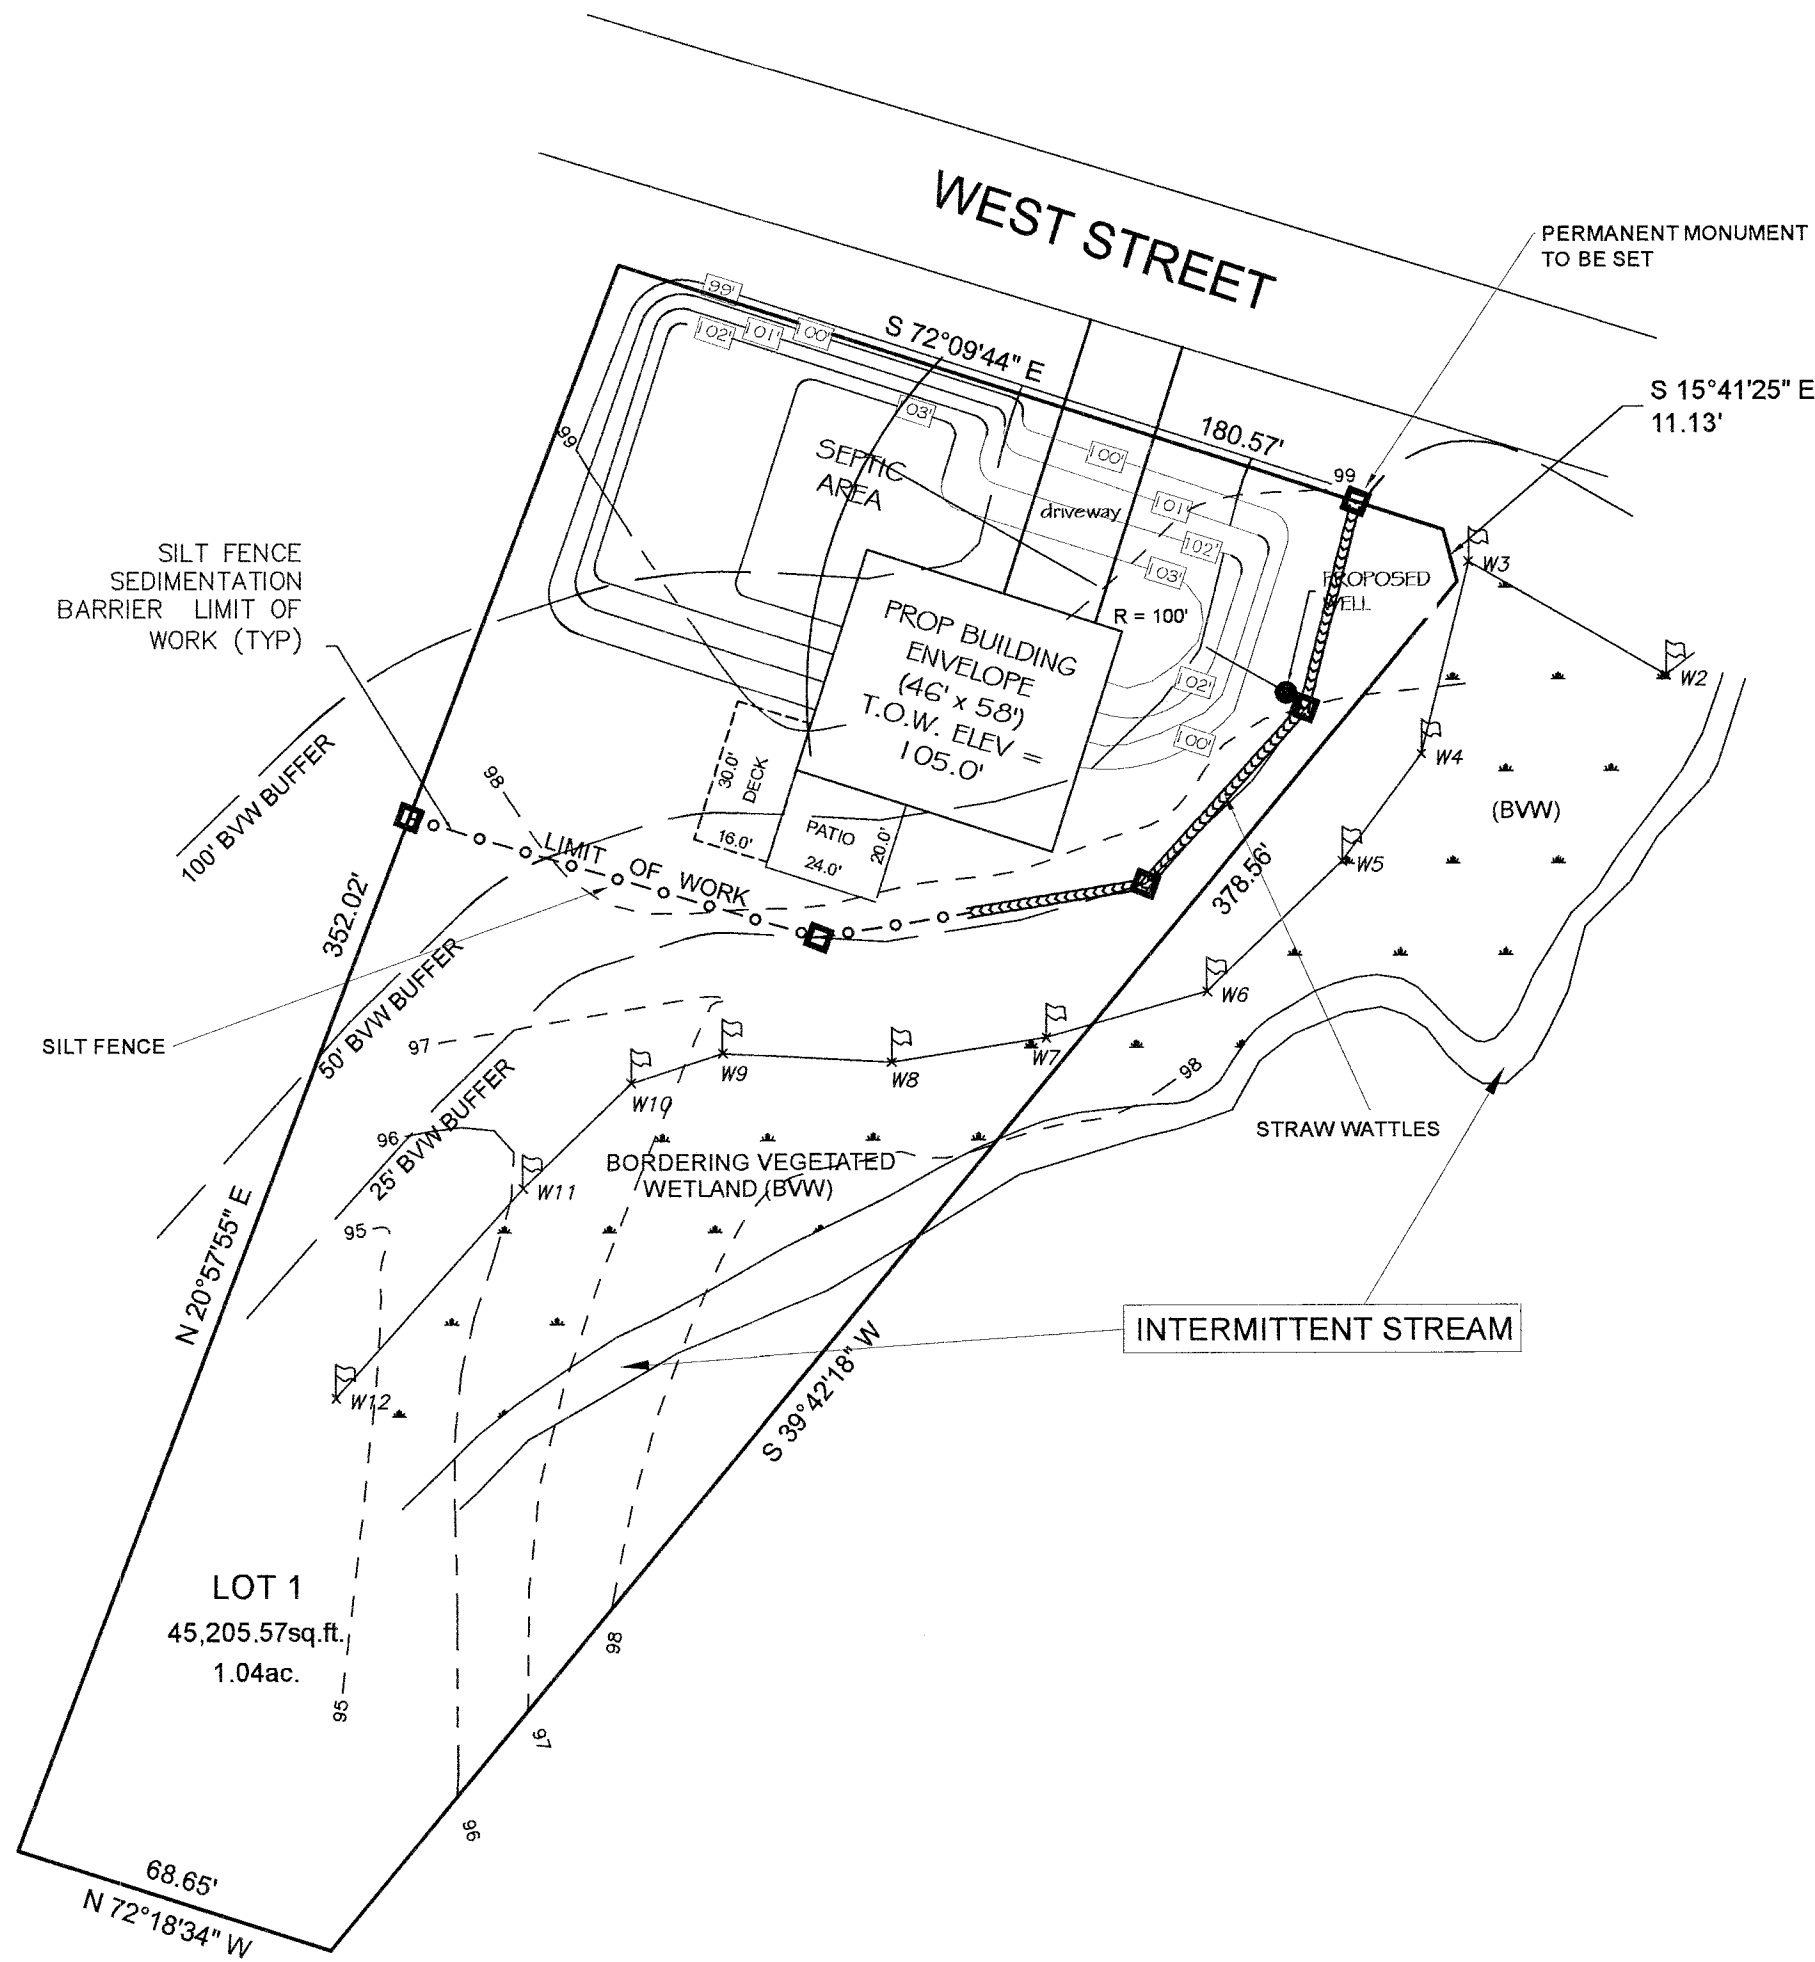 WEST STREET
PERMANENT MONUMENT
TO BE SET
S 72°09'44" E
180.57'
S 15°41'25" E
11.13'
99'
102'
101'
100'
103'
100'
101'
102'
103'
102'
100'
99
99
SEPTIC
AREA
driveway
PROPOSED
WELL
R = 100'
PROP BUILDING
ENVELOPE
(46' x 58')
T.O.W. ELEV =
105.0'
SILT FENCE
SEDIMENTATION
BARRIER LIMIT OF
WORK (TYP)
W3
W2
W4
(BVW)
W5
W6
W7
W8
W9
W10
W11
W12
30.0'
DECK
16.0'
PATIO
24.0'
20.0'
98
LIMIT OF WORK
100' BVW BUFFER
352.02'
378.56'
50' BVW BUFFER
SILT FENCE
97
25' BVW BUFFER
96
95
98
STRAW WATTLES
BORDERING VEGETATED
WETLAND (BVW)
N 20°57'55" E
INTERMITTENT STREAM
S 39°42'18" W
LOT 1
45,205.57sq.ft.
1.04ac.
95
98
97
96
68.65'
N 72°18'34" W